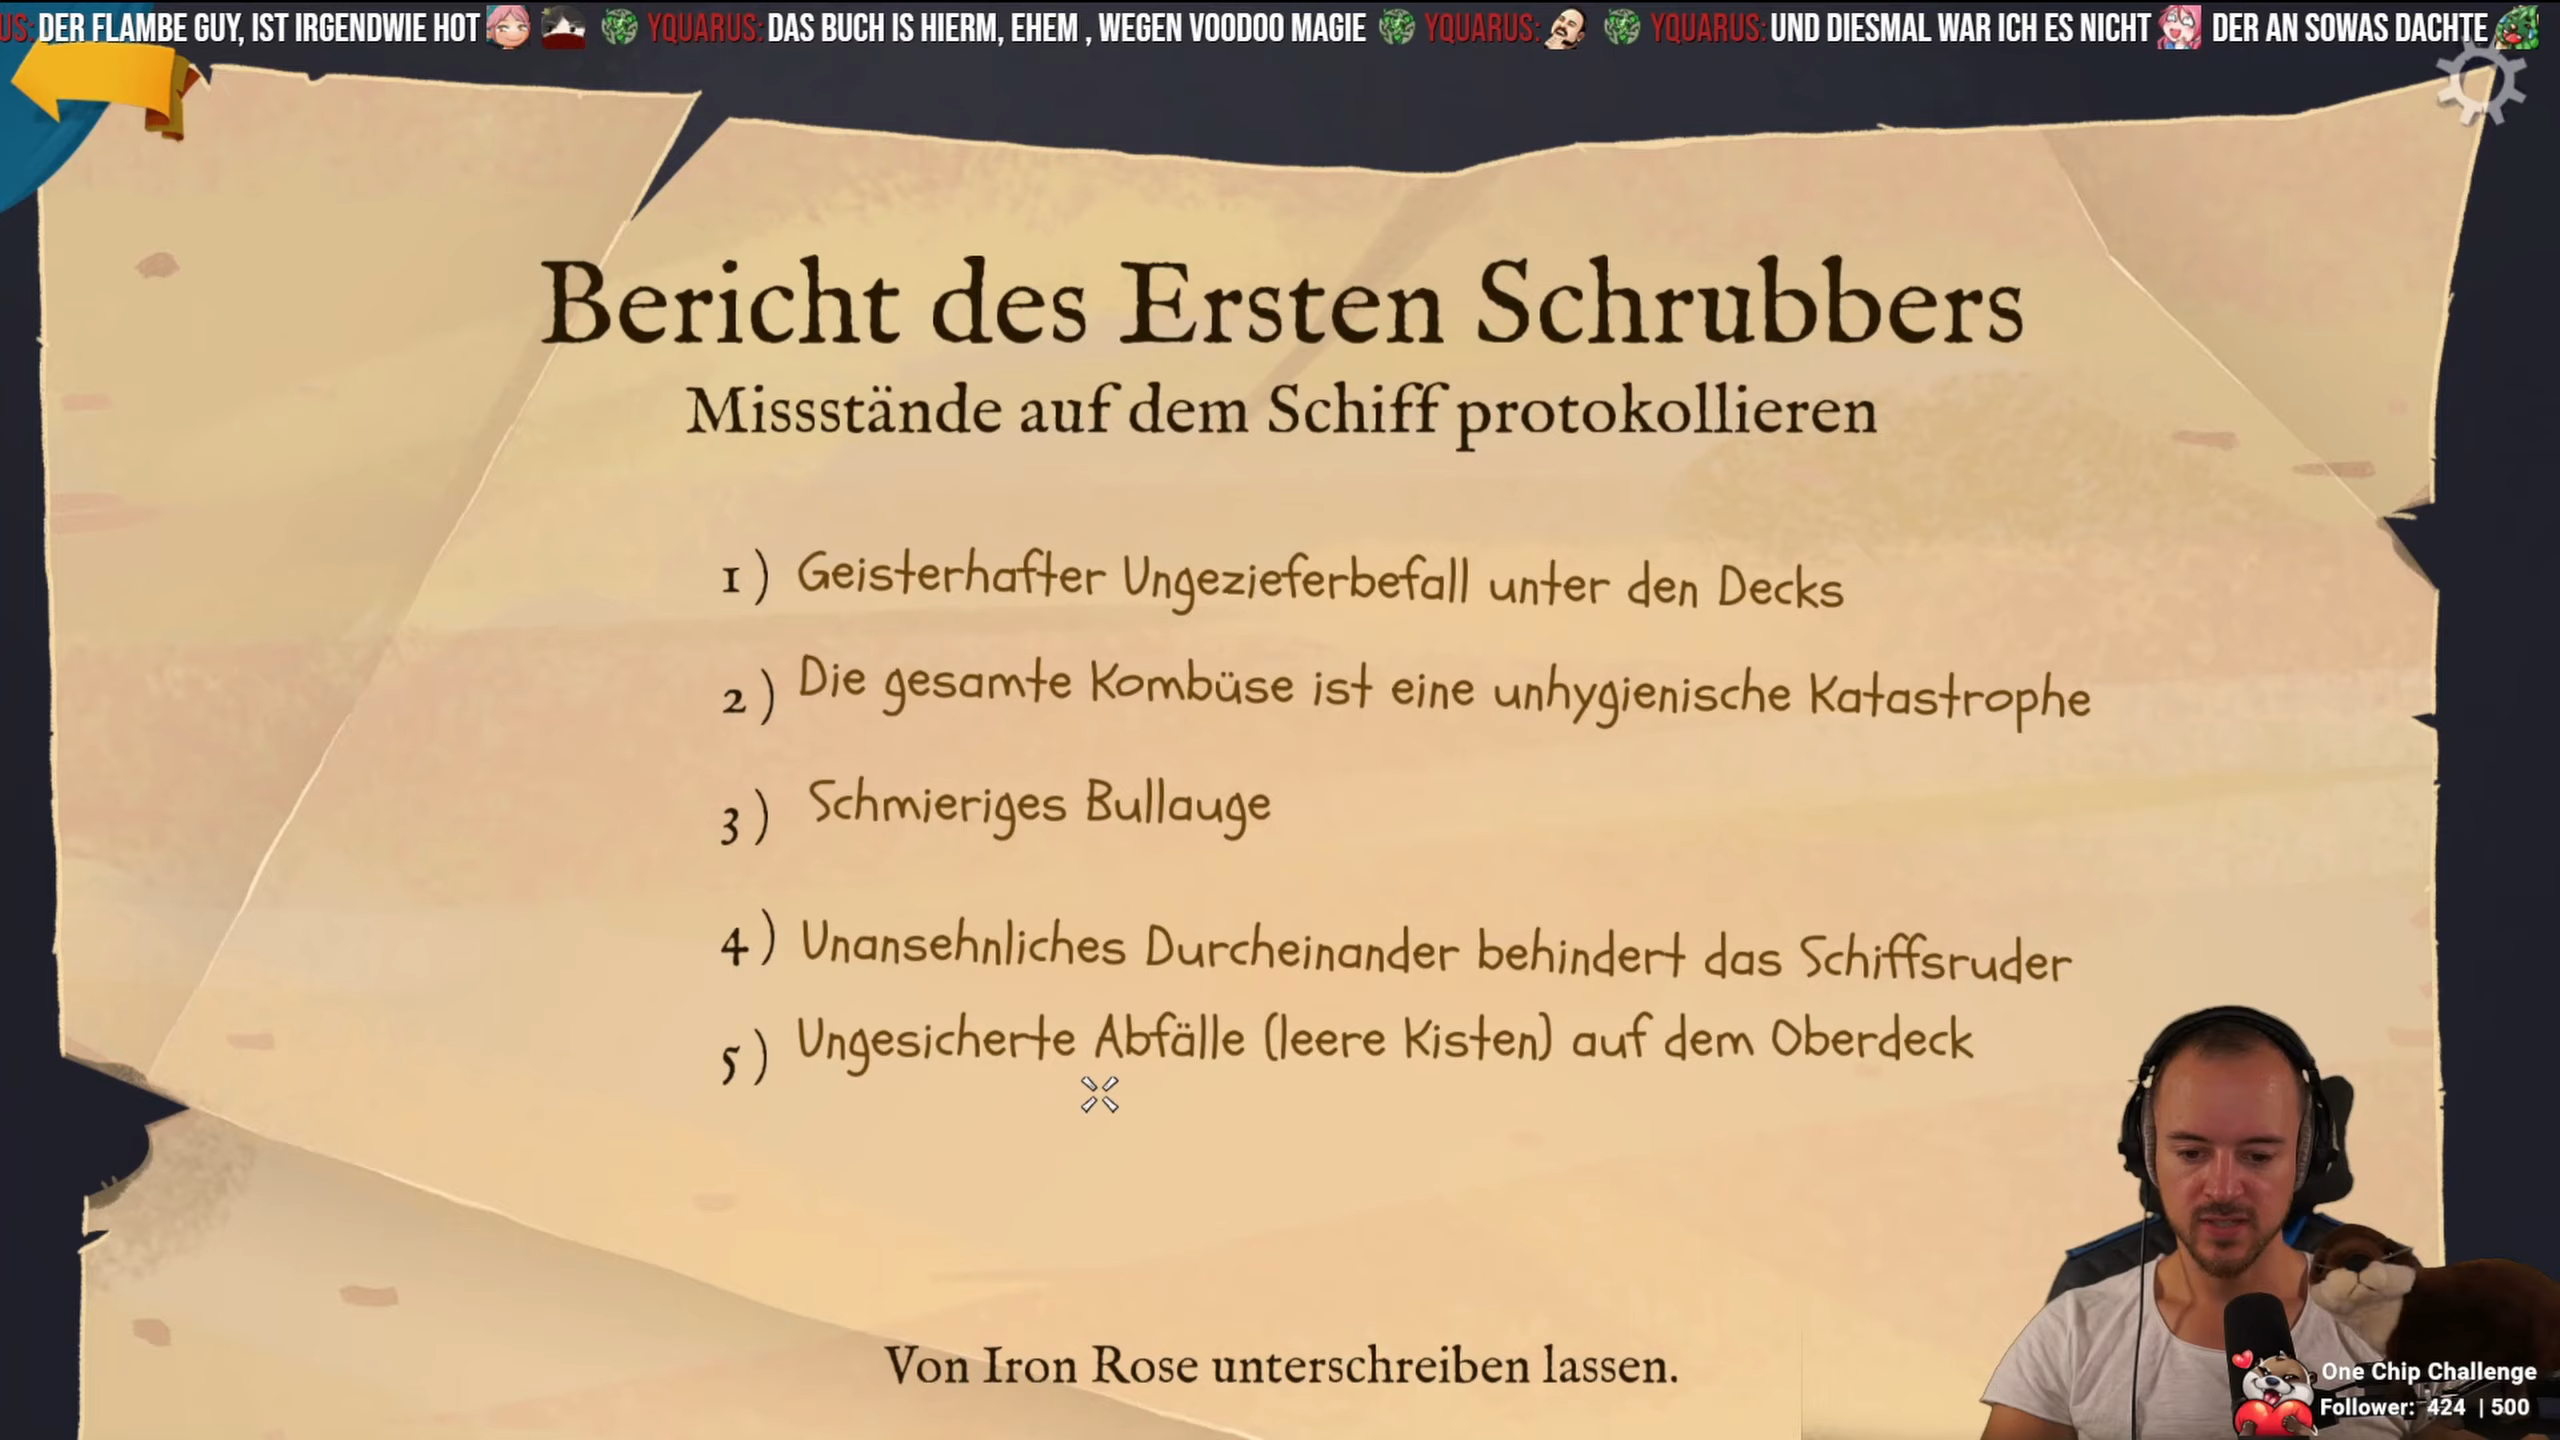 US: DER FLAMBE GUY, IST IRGENDWIE HOT YQUARUS: DAS BUCH IS HIERM, EHEM , WEGEN VOODOO MAGIE YQUARUS: YQUARUS: UND DIESMAL WAR ICH ES NICHT DER AN SOWAS DACHTE
Bericht des Ersten Schrubbers
Missstände auf dem Schiff protokollieren
1) Geisterhafter Ungezieferbefall unter den Decks
2) Die gesamte Kombüse ist eine unhygienische Katastrophe
3) Schmieriges Bullauge
4) Unansehnliches Durcheinander behindert das Schiffsruder
5) Ungesicherte Abfälle (leere Kisten) auf dem Oberdeck
Von Iron Rose unterschreiben lassen.
One Chip Challenge
Follower: 424 | 500